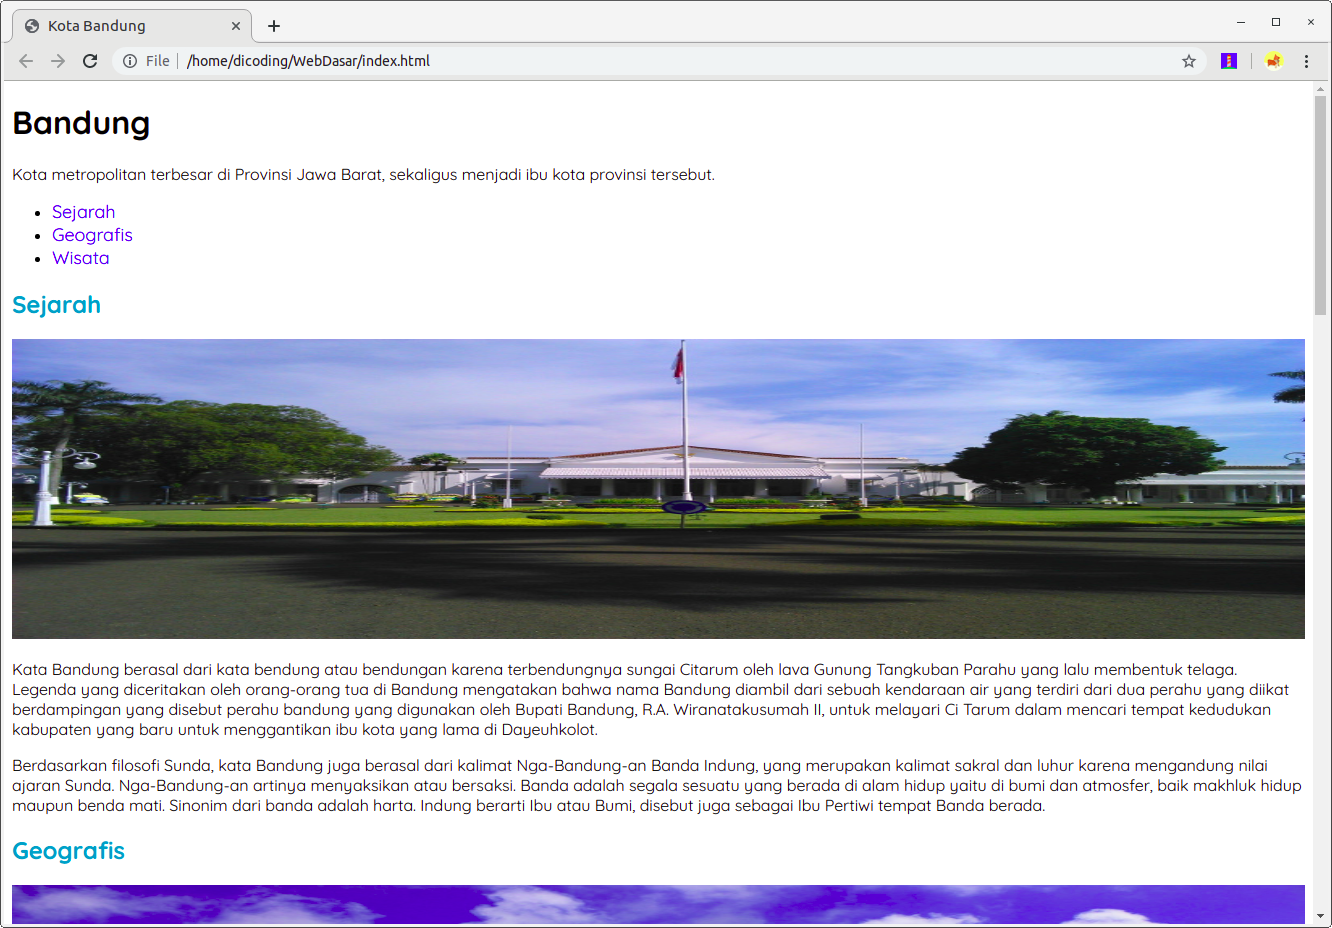 Kota Bandung
File
/home/dicoding/WebDasar/index.html
Bandung
Kota metropolitan terbesar di Provinsi Jawa Barat, sekaligus menjadi ibu kota provinsi tersebut.
Sejarah
Geografis
Wisata
Sejarah
Kata Bandung berasal dari kata bendung atau bendungan karena terbendungnya sungai Citarum oleh lava Gunung Tangkuban Parahu yang lalu membentuk telaga.
Legenda yang diceritakan oleh orang-orang tua di Bandung mengatakan bahwa nama Bandung diambil dari sebuah kendaraan air yang terdiri dari dua perahu yang diikat
berdampingan yang disebut perahu bandung yang digunakan oleh Bupati Bandung, R.A. Wiranatakusumah II, untuk melayari Ci Tarum dalam mencari tempat kedudukan
kabupaten yang baru untuk menggantikan ibu kota yang lama di Dayeuhkolot.
Berdasarkan filosofi Sunda, kata Bandung juga berasal dari kalimat Nga-Bandung-an Banda Indung, yang merupakan kalimat sakral dan luhur karena mengandung nilai
ajaran Sunda. Nga-Bandung-an artinya menyaksikan atau bersaksi. Banda adalah segala sesuatu yang berada di alam hidup yaitu di bumi dan atmosfer, baik makhluk hidup
maupun benda mati. Sinonim dari banda adalah harta. Indung berarti Ibu atau Bumi, disebut juga sebagai Ibu Pertiwi tempat Banda berada.
Geografis